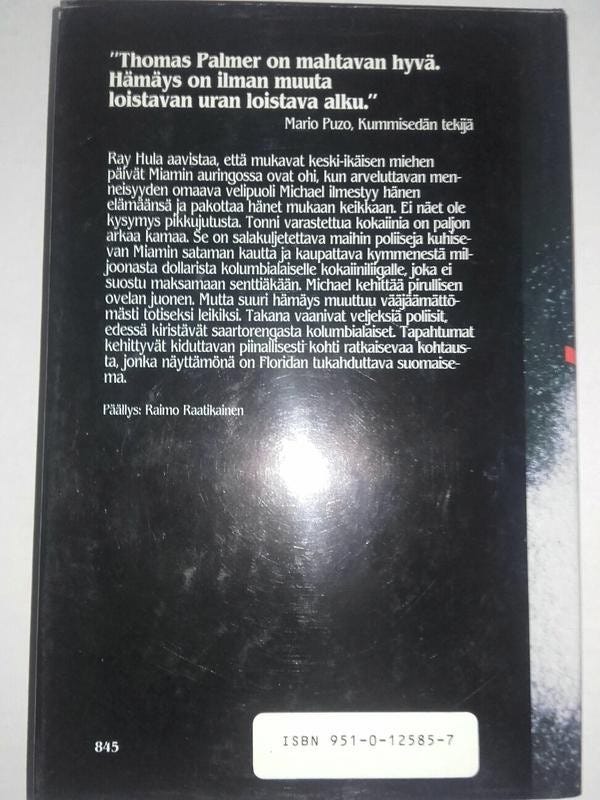 "Thomas Palmer on mahtavan hyvä.
Hämäys on ilman muuta
loistavan uran loistava alku."
Mario Puzo, Kummisedän tekijä
Ray Hula aavistaa, että mukavat keski-ikäisen miehen
päivät Miamin auringossa ovat ohi, kun arveluttavan men-
neisyyden omaava velipuoli Michael ilmestyy hänen
elämäänsä ja pakottaa hänet mukaan keikkaan. Ei näet ole
kysymys pikkujutusta. Tonni varastettua kokaiinia on paljon
arkaa kamaa. Se on salakuljetettava maihin poliiseja kuhise-
van Miamin sataman kautta ja kaupattava kymmenestä mil-
joonasta dollarista kolumbialaiselle kokaiiniliigalle, joka ei
suostu maksamaan senttiäkään. Michael kehittää pirullisen
ovelan juonen. Mutta suuri hämäys muuttuu vääjäämättö-
mästi totiseksi leikiksi. Takana vaanivat veljeksiä poliisit,
edessä kiristävät saartorengasta kolumbialaiset. Tapahtumat
kehittyvät kiduttavan piinallisesti kohti ratkaisevaa kohtaus-
ta, jonka näyttämönä on Floridan tukahduttava suomaise-
ma.
Päällys: Raimo Raatikainen
845
ISBN 951-0-12585-7